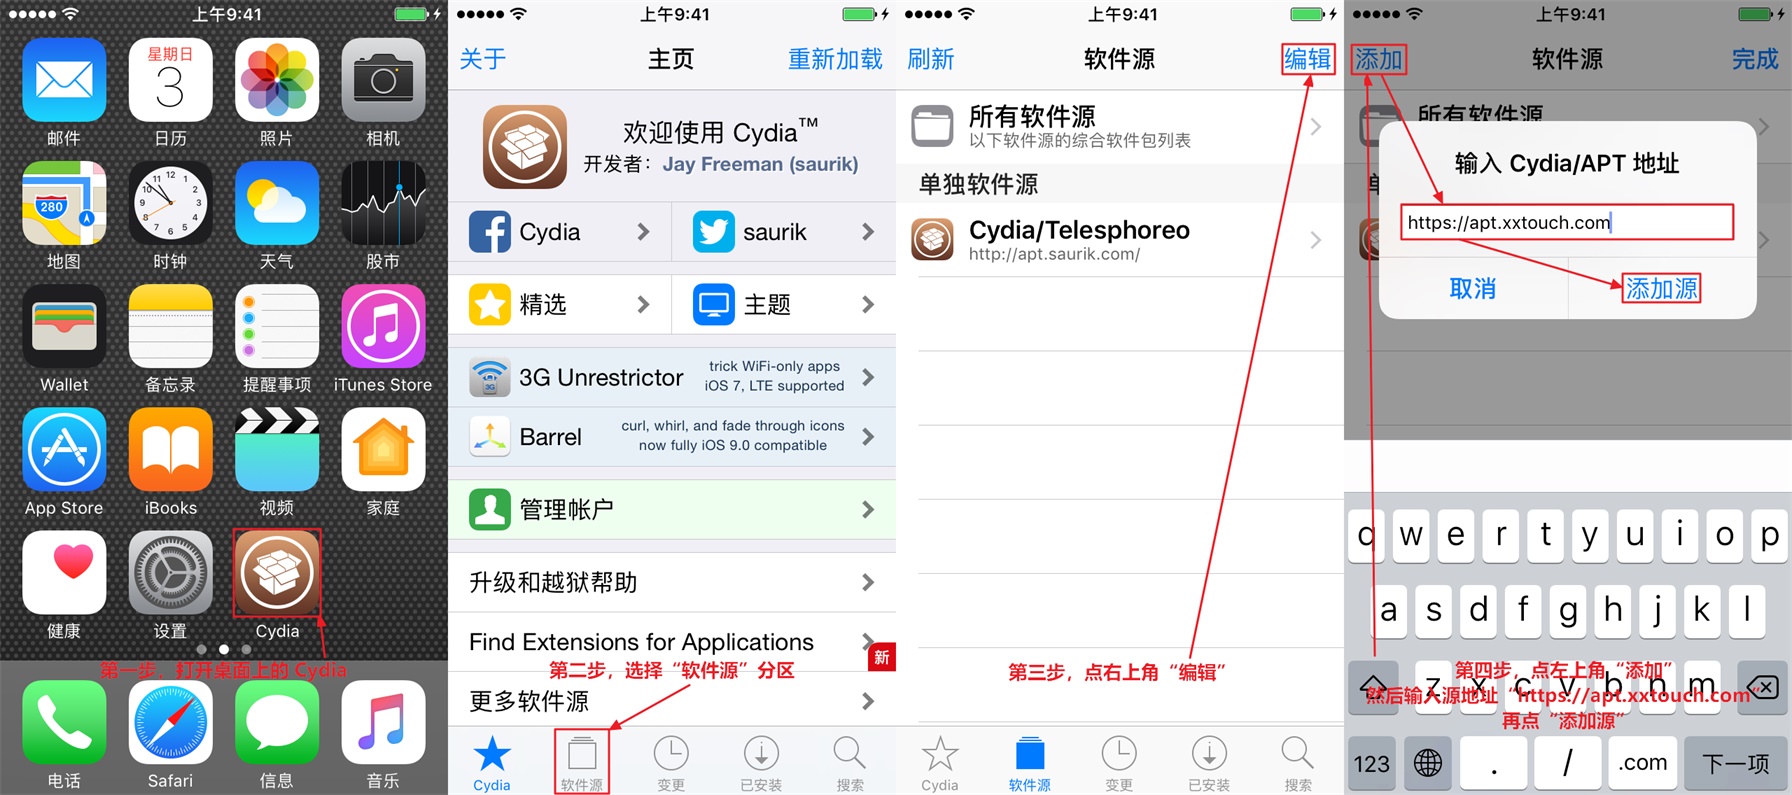 上午9:41
星期日
3
邮件
日历
照片
相机
280
地图
时钟
天气
股市
Wallet
备忘录
提醒事项
iTunes Store
App Store
iBooks
视频
家庭
健康
设置
Cydia
第一步，打开桌面上的 Cydia
电话
Safari
信息
音乐
上午9:41
关于
主页
重新加载
欢迎使用 Cydia™
开发者：Jay Freeman (saurik)
Cydia
saurik
精选
主题
3G
3G Unrestrictor
trick WiFi-only apps
iOS 7, LTE supported
Barrel
curl, whirl, and fade through icons
now fully iOS 9.0 compatible
管理帐户
升级和越狱帮助
Find Extensions for Applications
新
第二步，选择“软件源”分区
更多软件源
Cydia
软件源
变更
已安装
搜索
上午9:41
刷新
软件源
编辑
所有软件源
以下软件源的综合软件包列表
单独软件源
Cydia/Telesphoreo
http://apt.saurik.com/
第三步，点右上角“编辑”
Cydia
软件源
变更
已安装
搜索
上午9:41
添加
软件源
完成
所有软件源
输入 Cydia/APT 地址
https://apt.xxtouch.com
取消
添加源
q w e r t y u i o p
a s d f g h j k l
z x c v b n m
第四步，点右上角“添加”
然后输入源地址“https://apt.xxtouch.com”
再点“添加源”
123 . / .com 下一项